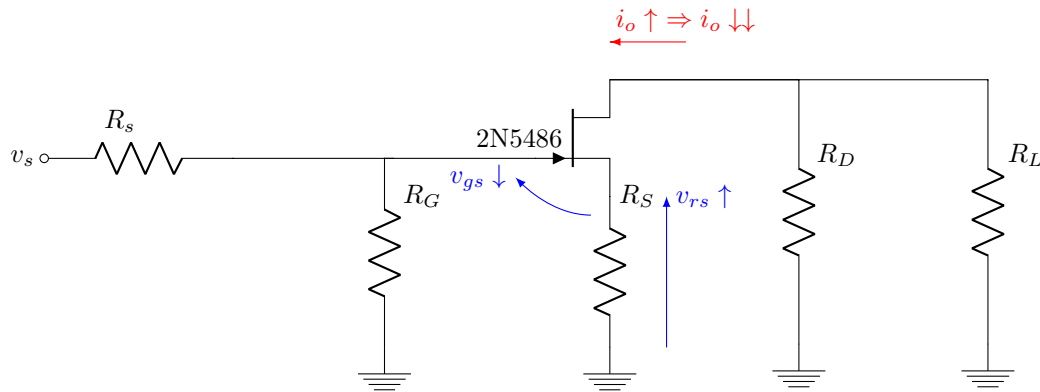 i_o ↑ ⇒ i_o ↓↓
R_s
2N5486
v_s
v_gs ↓
R_G
R_S
v_rs ↑
R_D
R_L